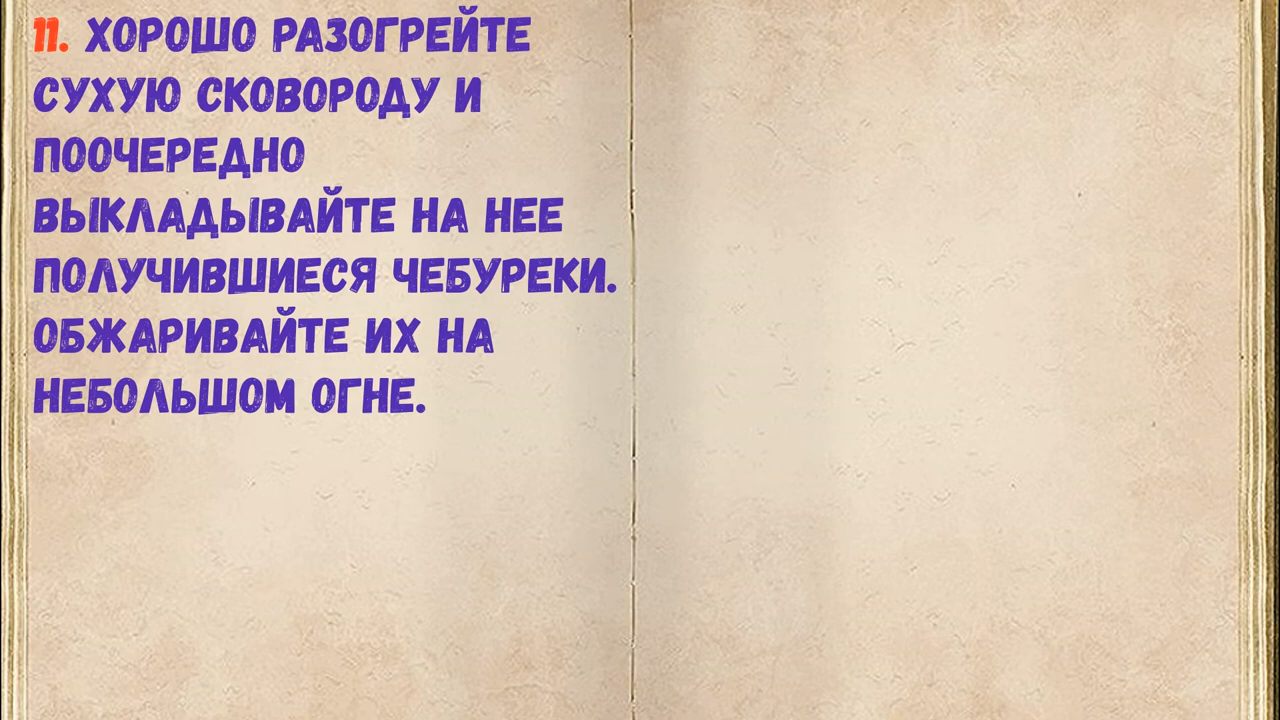 11. ХОРОШО РАЗОГРЕЙТЕ
СУХУЮ СКОВОРОДУ И
ПООЧЕРЕДНО
ВЫКЛАДЫВАЙТЕ НА НЕЕ
ПОЛУЧИВШИЕСЯ ЧЕБУРЕКИ.
ОБЖАРИВАЙТЕ ИХ НА
НЕБОЛЬШОМ ОГНЕ.